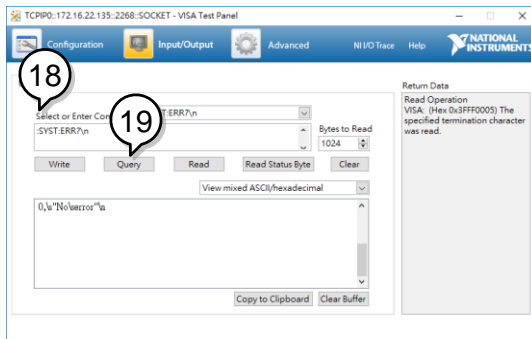 TCPIP0::172.16.22.135::2268::SOCKET - VISA Test Panel
Configuration
Input/Output
Advanced
NI I/O Trace
Help
NATIONAL
INSTRUMENTS
18
19
Return Data
Select or Enter
:SYST:ERR?\n
Bytes to Read
1024
Write
Query
Read
Read Status Byte
Clear
View mixed ASCII/hexadecimal
0,\s"No\serror"\n
Copy to Clipboard
Clear Buffer
Read Operation
VISA: (Hex 0x3FFF0005) The
specified termination character
was read.